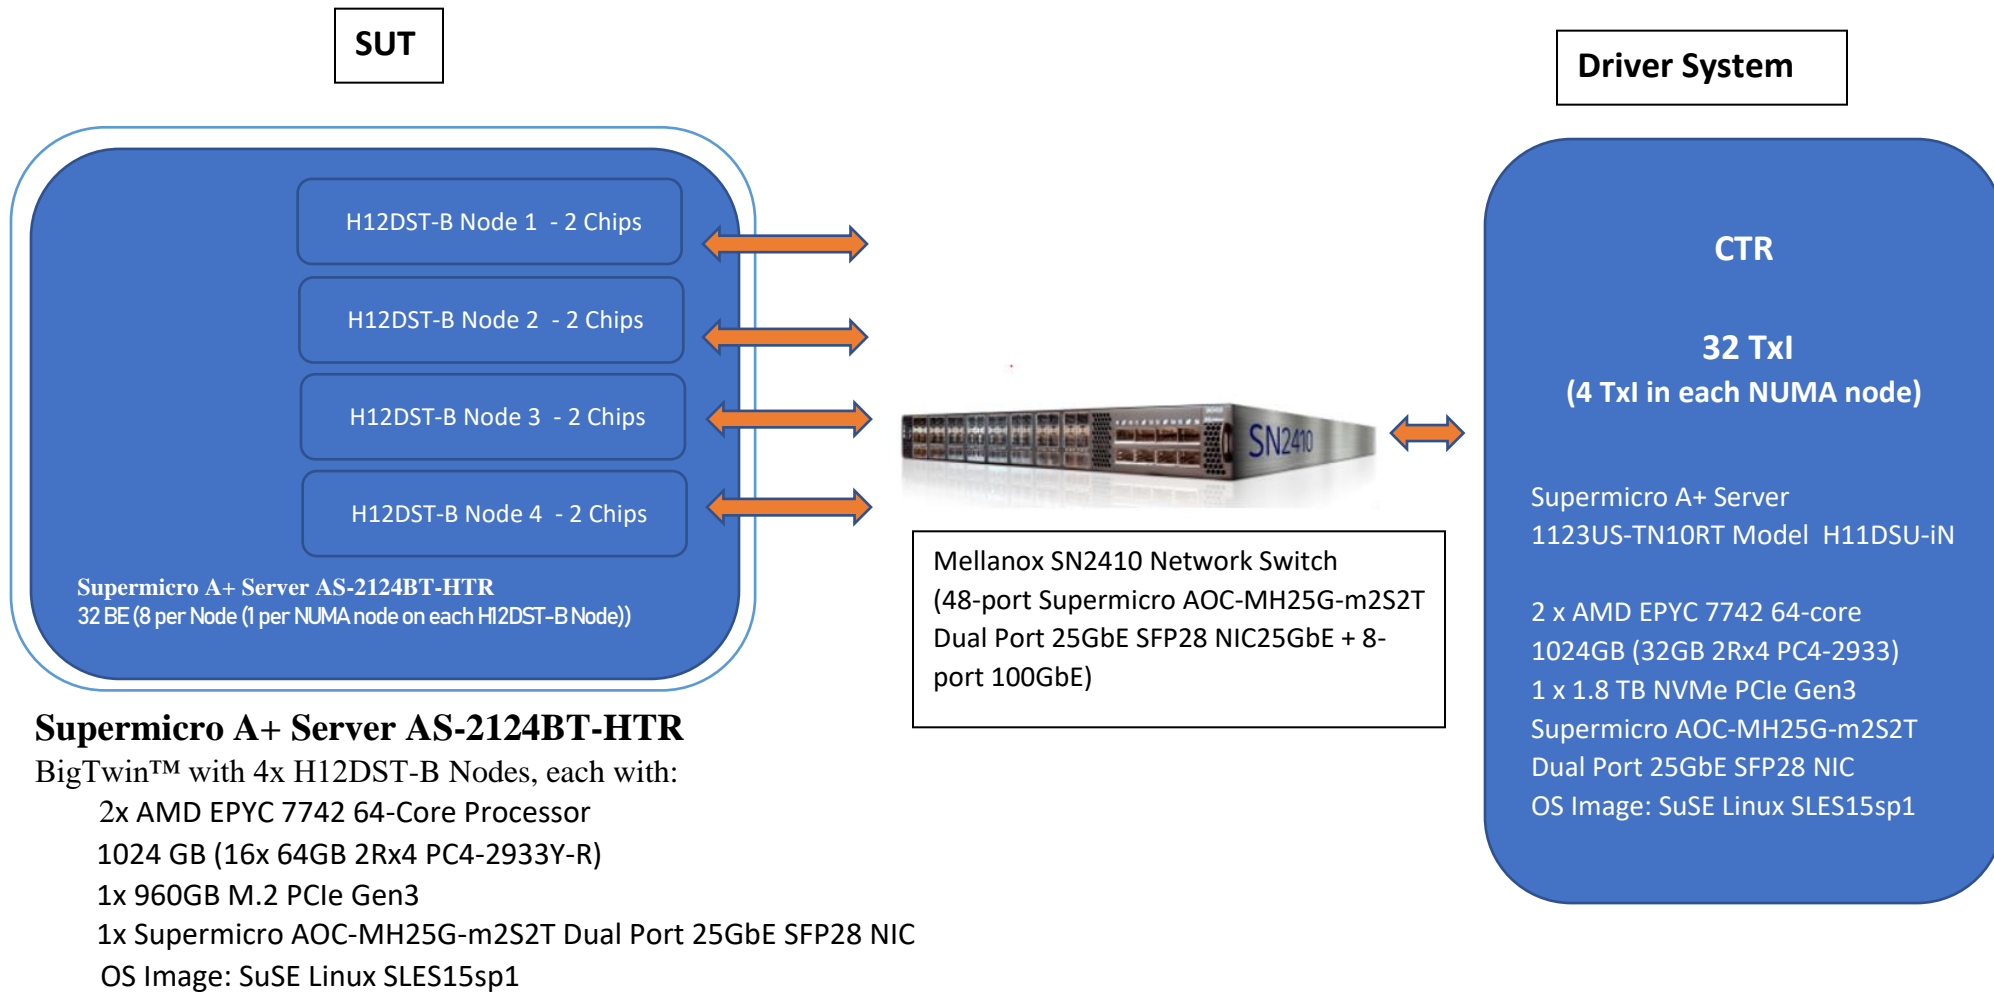 SUT
Driver System
H12DST-B Node 1 - 2 Chips
H12DST-B Node 2 - 2 Chips
H12DST-B Node 3 - 2 Chips
H12DST-B Node 4 - 2 Chips
Supermicro A+ Server AS-2124BT-HTR
32 BE (8 per Node (1 per NUMA node on each H12DST-B Node))
Supermicro A+ Server AS-2124BT-HTR
BigTwin™ with 4x H12DST-B Nodes, each with:
2x AMD EPYC 7742 64-Core Processor
1024 GB (16x 64GB 2Rx4 PC4-2933Y-R)
1x 960GB M.2 PCIe Gen3
1x Supermicro AOC-MH25G-m2S2T Dual Port 25GbE SFP28 NIC
OS Image: SuSE Linux SLES15sp1
SN2410
Mellanox SN2410 Network Switch
(48-port Supermicro AOC-MH25G-m2S2T
Dual Port 25GbE SFP28 NIC25GbE + 8-
port 100GbE)
CTR
32 TxI
(4 TxI in each NUMA node)
Supermicro A+ Server
1123US-TN10RT Model H11DSU-iN
2 x AMD EPYC 7742 64-core
1024GB (32GB 2Rx4 PC4-2933)
1 x 1.8 TB NVMe PCIe Gen3
Supermicro AOC-MH25G-m2S2T
Dual Port 25GbE SFP28 NIC
OS Image: SuSE Linux SLES15sp1